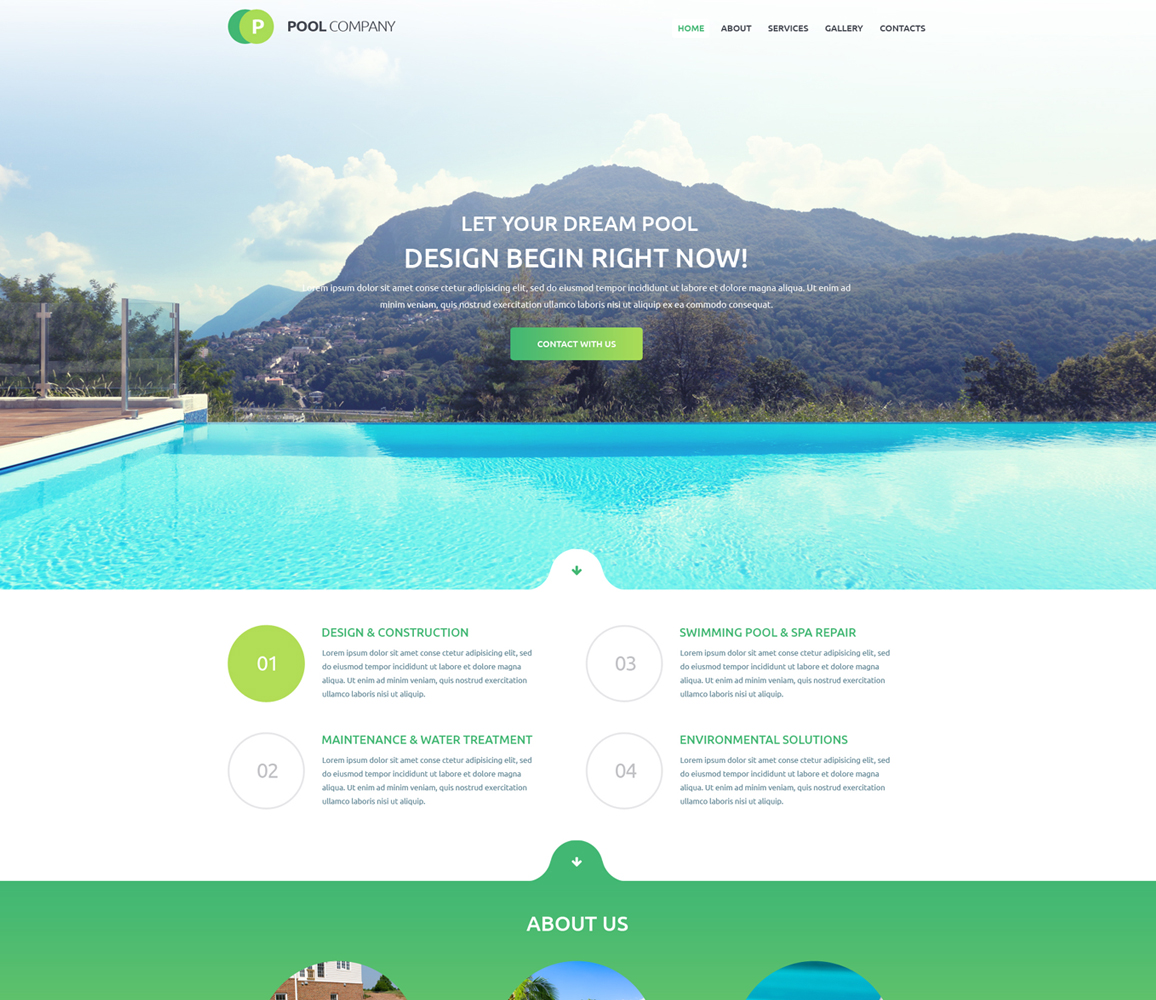 P POOL COMPANY
HOME ABOUT SERVICES GALLERY CONTACTS
LET YOUR DREAM POOL
DESIGN BEGIN RIGHT NOW!
Lorem ipsum dolor sit amet conse ctetur adipisicing elit, sed do eiusmod tempor incididunt ut labore et dolore magna aliqua. Ut enim ad
minim veniam, quis nostrud exercitation ullamco laboris nisi ut aliquip ex ea commodo consequat.
CONTACT WITH US
01
DESIGN & CONSTRUCTION
Lorem ipsum dolor sit amet conse ctetur adipisicing elit, sed
do eiusmod tempor incididunt ut labore et dolore magna
aliqua. Ut enim ad minim veniam, quis nostrud exercitation
ullamco laboris nisi ut aliquip.
03
SWIMMING POOL & SPA REPAIR
Lorem ipsum dolor sit amet conse ctetur adipisicing elit, sed
do eiusmod tempor incididunt ut labore et dolore magna
aliqua. Ut enim ad minim veniam, quis nostrud exercitation
ullamco laboris nisi ut aliquip.
02
MAINTENANCE & WATER TREATMENT
Lorem ipsum dolor sit amet conse ctetur adipisicing elit, sed
do eiusmod tempor incididunt ut labore et dolore magna
aliqua. Ut enim ad minim veniam, quis nostrud exercitation
ullamco laboris nisi ut aliquip.
04
ENVIRONMENTAL SOLUTIONS
Lorem ipsum dolor sit amet conse ctetur adipisicing elit, sed
do eiusmod tempor incididunt ut labore et dolore magna
aliqua. Ut enim ad minim veniam, quis nostrud exercitation
ullamco laboris nisi ut aliquip.
ABOUT US